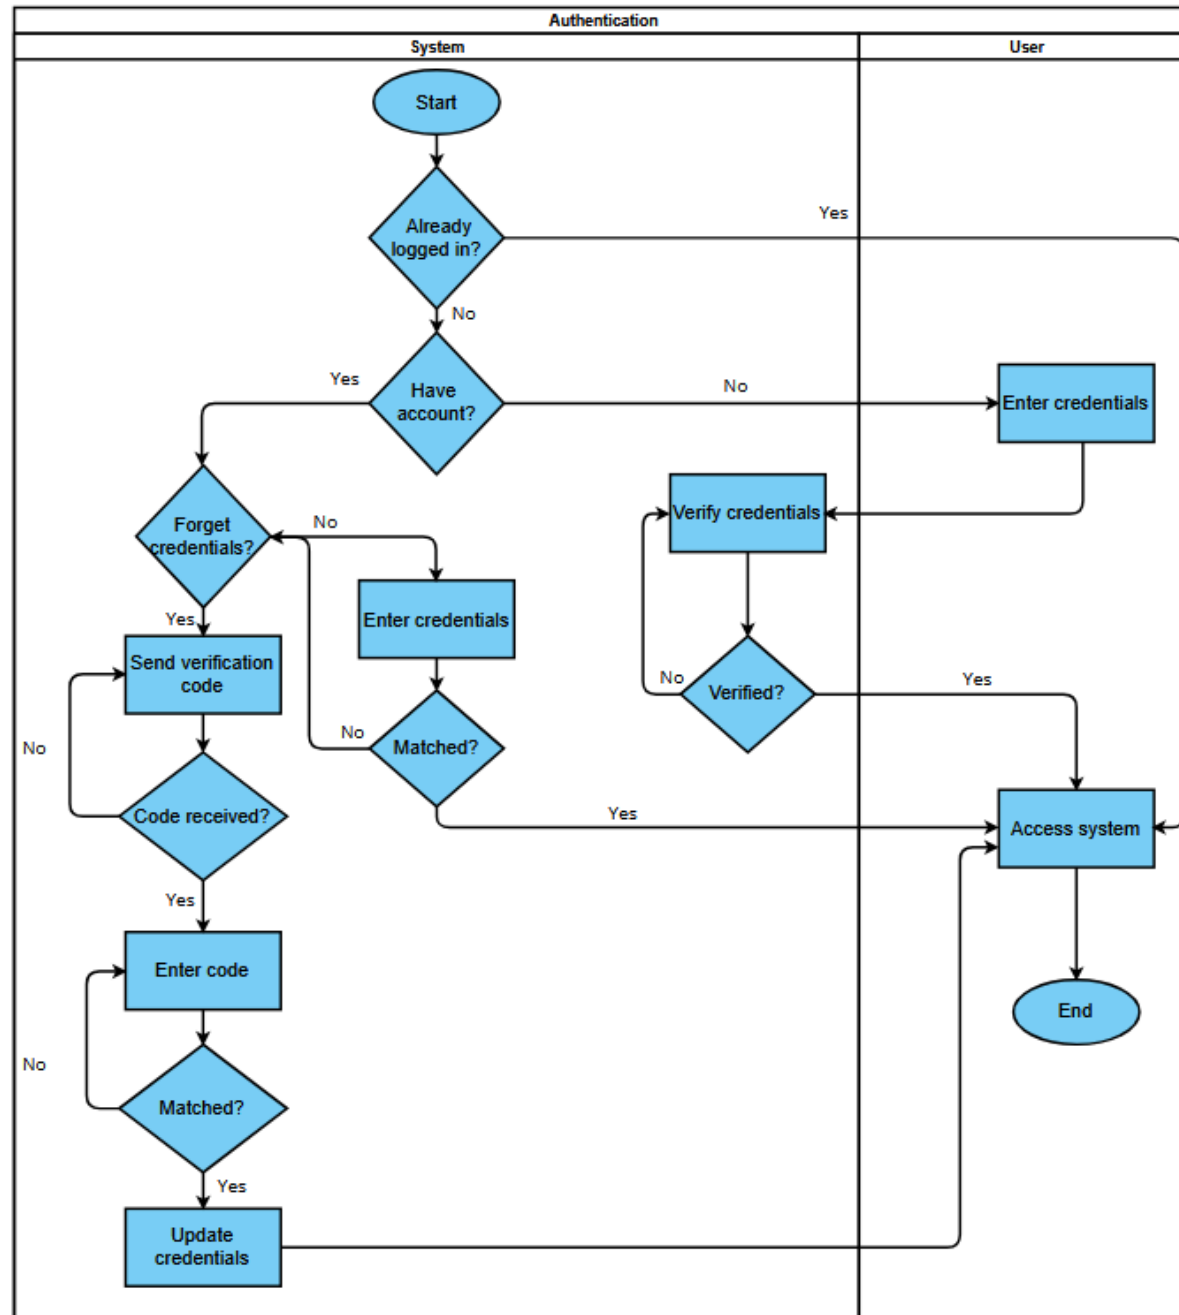 Authentication
System
User
Start
Already
logged in?
Yes
No
Have
account?
Yes
No
Enter credentials
Verify credentials
Forget
credentials?
No
Enter credentials
Yes
Send verification
code
No
Verified?
Yes
No
Matched?
No
Code received?
Yes
Access system
Yes
Enter code
End
No
Matched?
Yes
Update
credentials